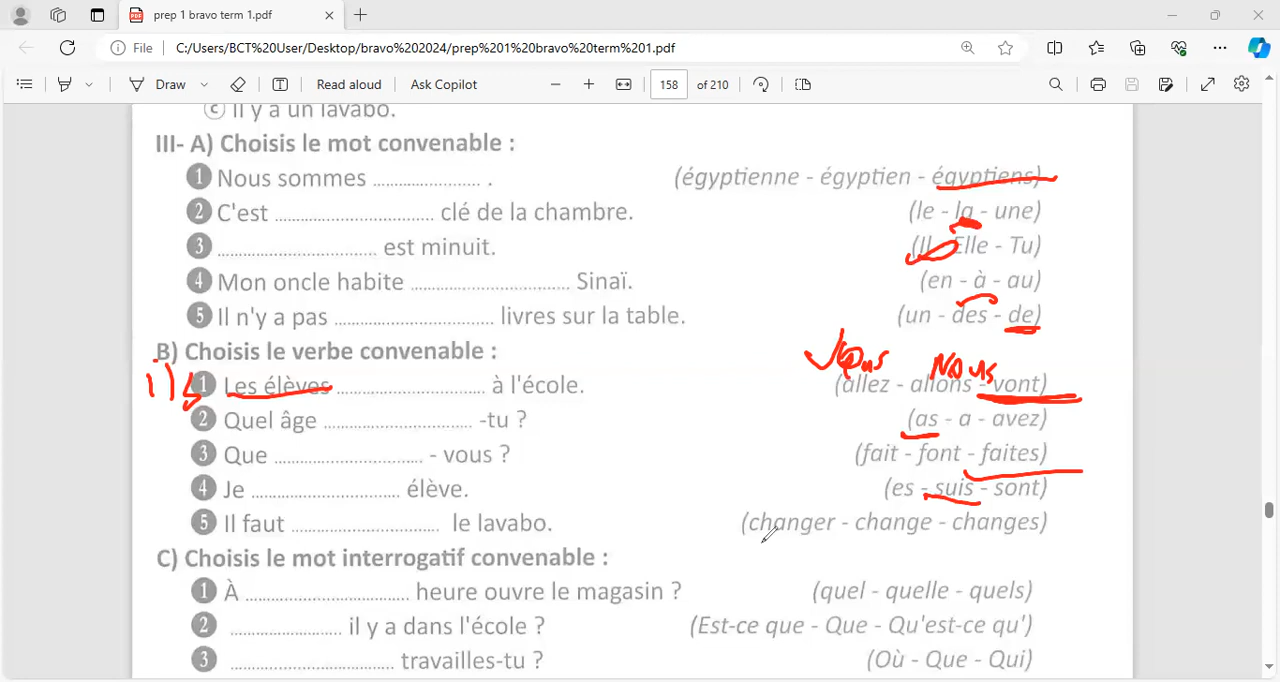 prep 1 bravo term 1.pdf
File C:/Users/BCT%20User/Desktop/bravo%202024/prep%201%20bravo%20term%201.pdf
Draw Read aloud Ask Copilot 158 of 210
c Il y a un lavabo.
III- A) Choisis le mot convenable :
1 Nous sommes .................... . (égyptienne - égyptien - égyptiens)
2 C'est ............................ clé de la chambre. (le - la - une)
3 ............................ est minuit. (Il - Elle - Tu)
4 Mon oncle habite ............................ Sinaï. (en - à - au)
5 Il n'y a pas ............................ livres sur la table. (un - des - de)
B) Choisis le verbe convenable :
Vous Nous
ils
1 Les élèves .......................... à l'école. (allez - allons - vont)
2 Quel âge .......................... -tu ? (as - a - avez)
3 Que .......................... - vous ? (fait - font - faites)
4 Je .......................... élève. (es - suis - sont)
5 Il faut .......................... le lavabo. (changer - change - changes)
C) Choisis le mot interrogatif convenable :
1 À ............................ heure ouvre le magasin ? (quel - quelle - quels)
2 .................... il y a dans l'école ? (Est-ce que - Que - Qu'est-ce qu')
3 ............................ travailles-tu ? (Où - Que - Qui)